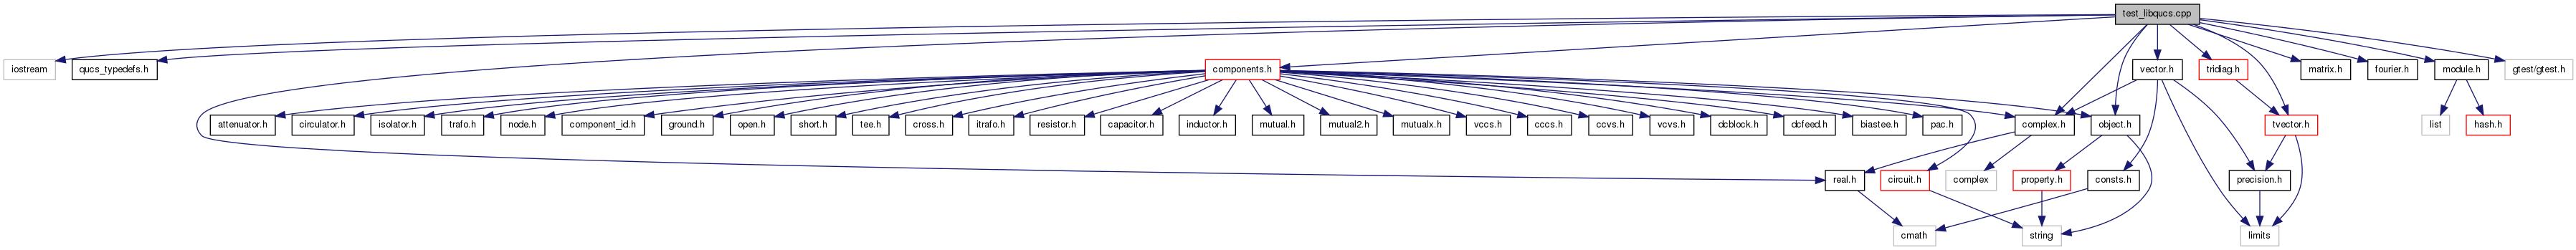 test_libqucs.cpp
iostream
qucs_typedefs.h
components.h
vector.h
tridiag.h
matrix.h
fourier.h
module.h
gtest/gtest.h
attenuator.h
circulator.h
isolator.h
trafo.h
node.h
component_id.h
ground.h
open.h
short.h
tee.h
cross.h
itrafo.h
resistor.h
capacitor.h
inductor.h
mutual.h
mutual2.h
mutualx.h
vccs.h
cccs.h
ccvs.h
vcvs.h
dcblock.h
dcfeed.h
biastee.h
pac.h
complex.h
object.h
tvector.h
list
hash.h
real.h
circuit.h
complex
property.h
consts.h
precision.h
cmath
string
limits